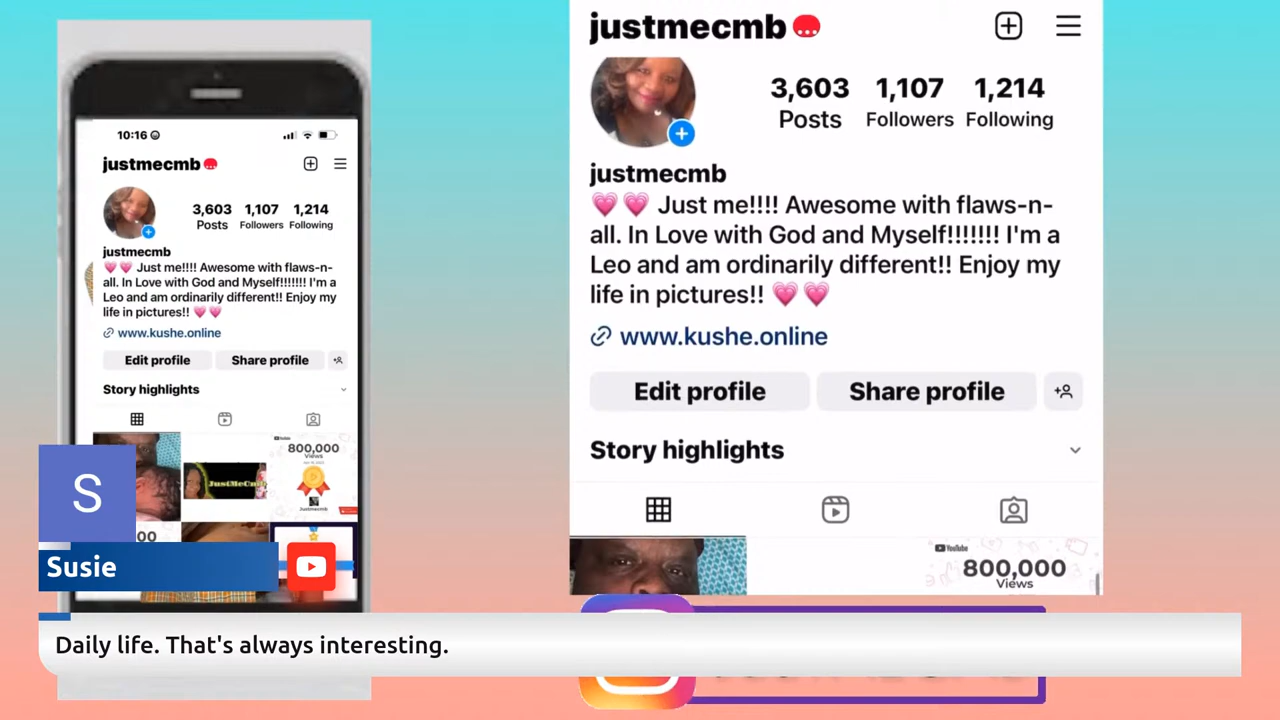 10:16
justmecmb
3,603 1,107 1,214
Posts Followers Following
justmecmb
💗💗 Just me!!!! Awesome with flaws-n-
all. In Love with God and Myself!!!!!!! I'm a
Leo and am ordinarily different!! Enjoy my
life in pictures!! 💗💗
www.kushe.online
Edit profile Share profile
Story highlights
800,000
Views
JustMeCm
Justmecmb
justmecmb
3,603 1,107 1,214
Posts Followers Following
justmecmb
💗💗 Just me!!!! Awesome with flaws-n-
all. In Love with God and Myself!!!!!!! I'm a
Leo and am ordinarily different!! Enjoy my
life in pictures!! 💗💗
www.kushe.online
Edit profile Share profile
Story highlights
YouTube
800,000
Views
S
Susie
Daily life. That's always interesting.